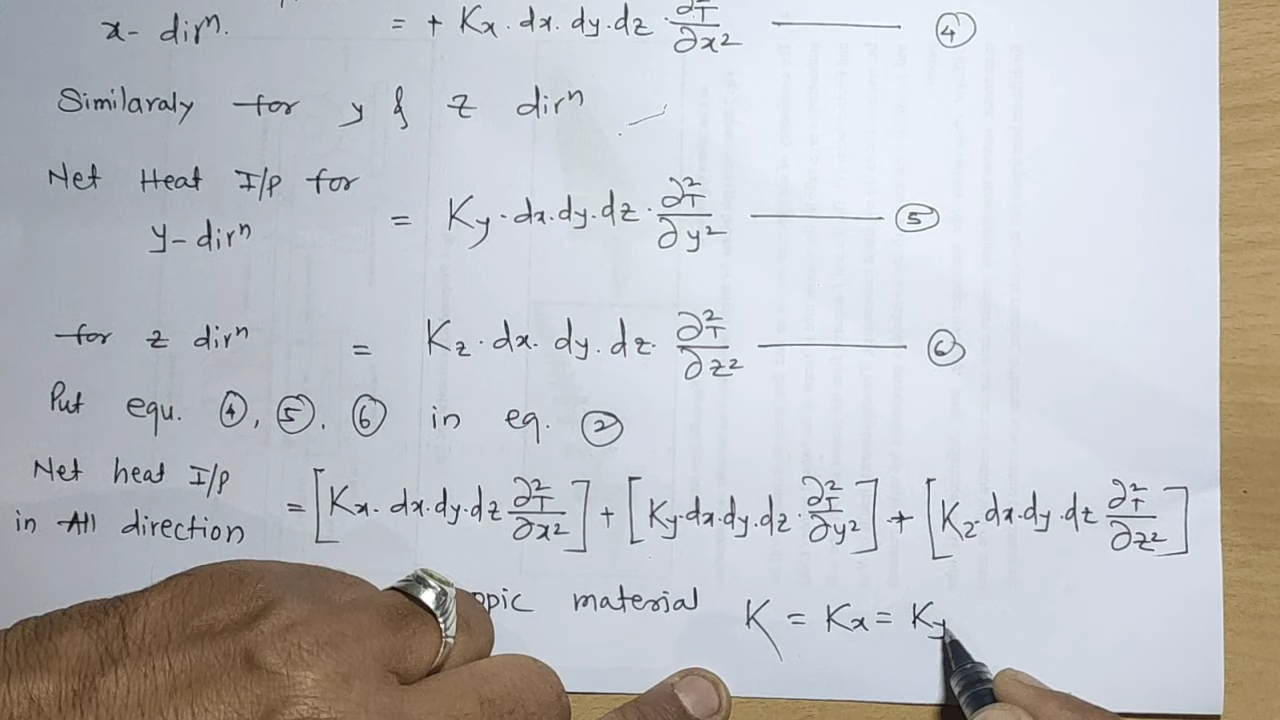 x- dirⁿ. = + Kx. dx. dy. dz . ∂²T/∂x² ——— ④
Similaraly for y & z dirⁿ
Net Heat I/P for
y- dirⁿ = Ky. dx. dy. dz . ∂²T/∂y² ——— ⑤
for z dirⁿ = Kz. dx. dy. dz. ∂²T/∂z² ——— ⑥
Put equ. ④, ⑤, ⑥ in eq. ②
Net heat I/p
in All direction = [Kx. dx. dy. dz ∂²T/∂x²] + [Ky. dx. dy. dz. ∂²T/∂y²] + [Kz. dx. dy. dz ∂²T/∂z²]
material K = Kx = Ky